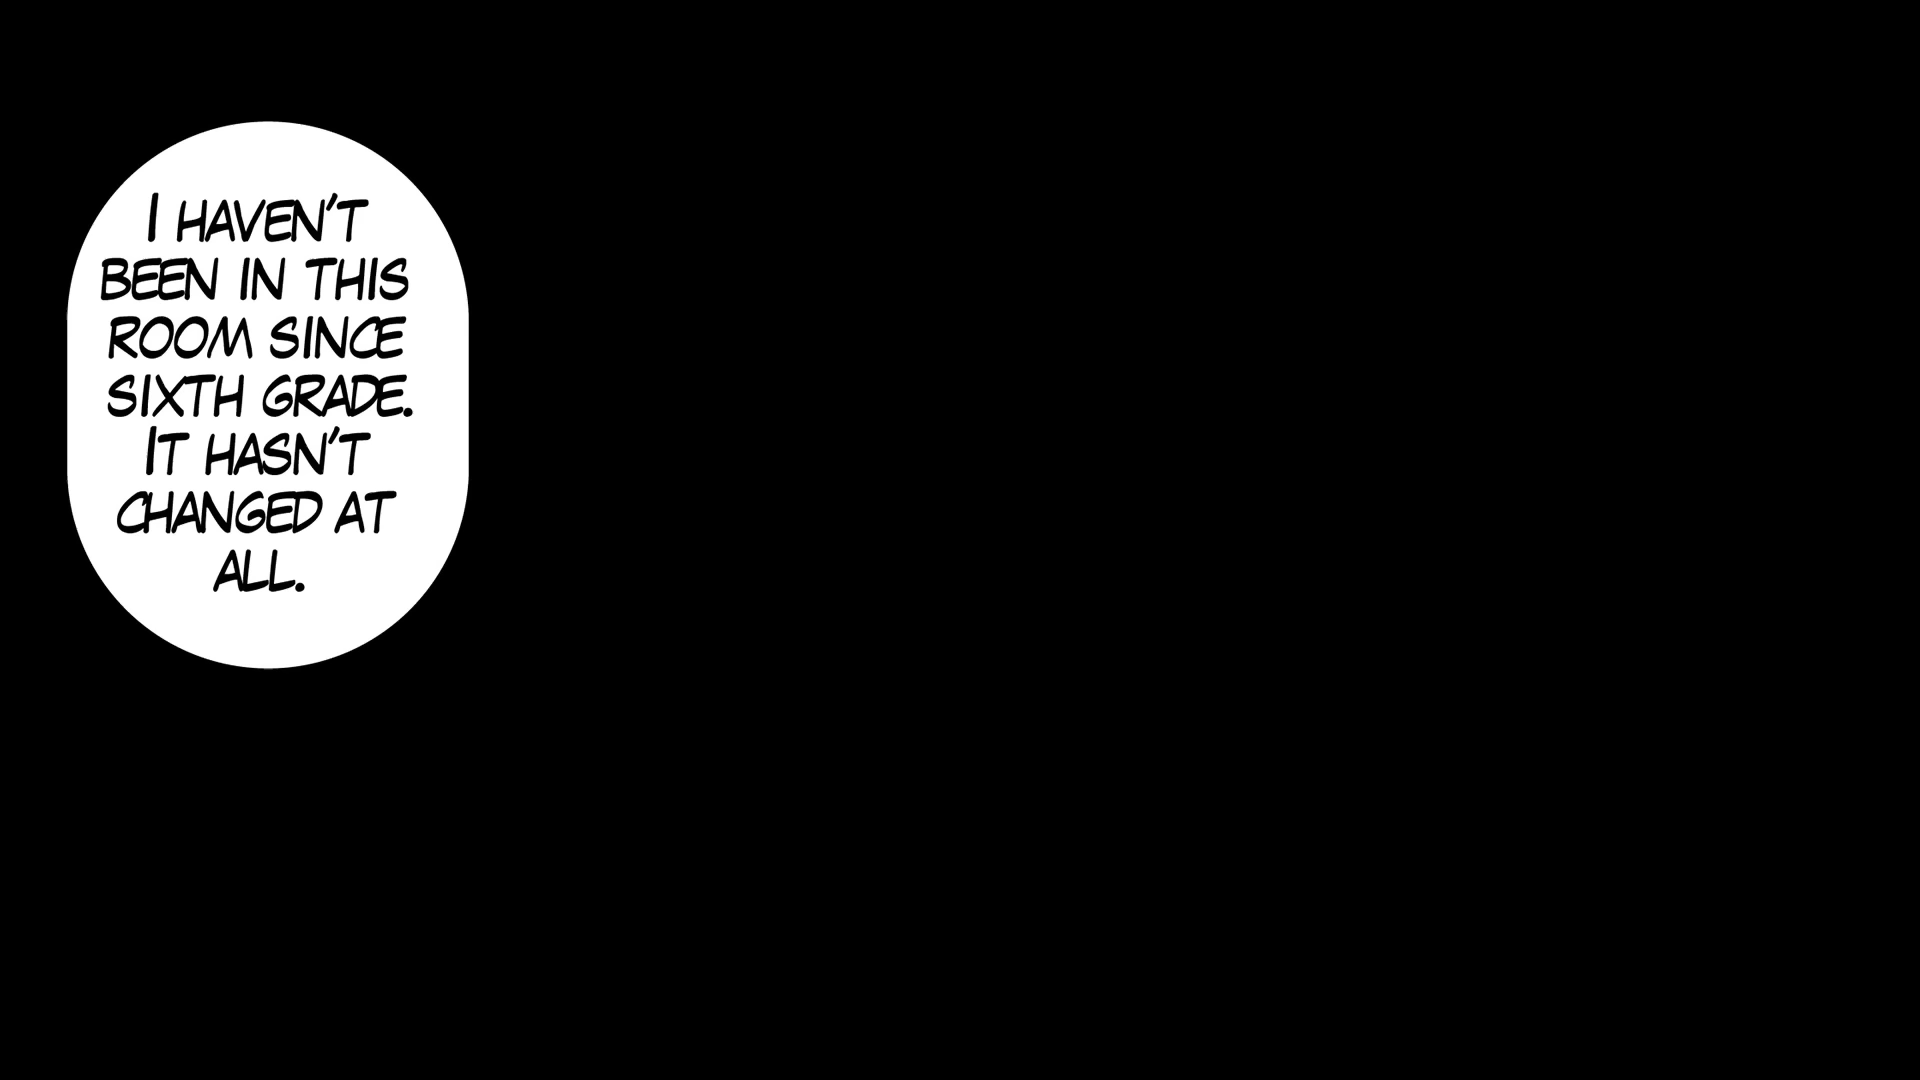 I HAVEN'T
BEEN IN THIS
ROOM SINCE
SIXTH GRADE.
IT HASN'T
CHANGED AT
ALL.